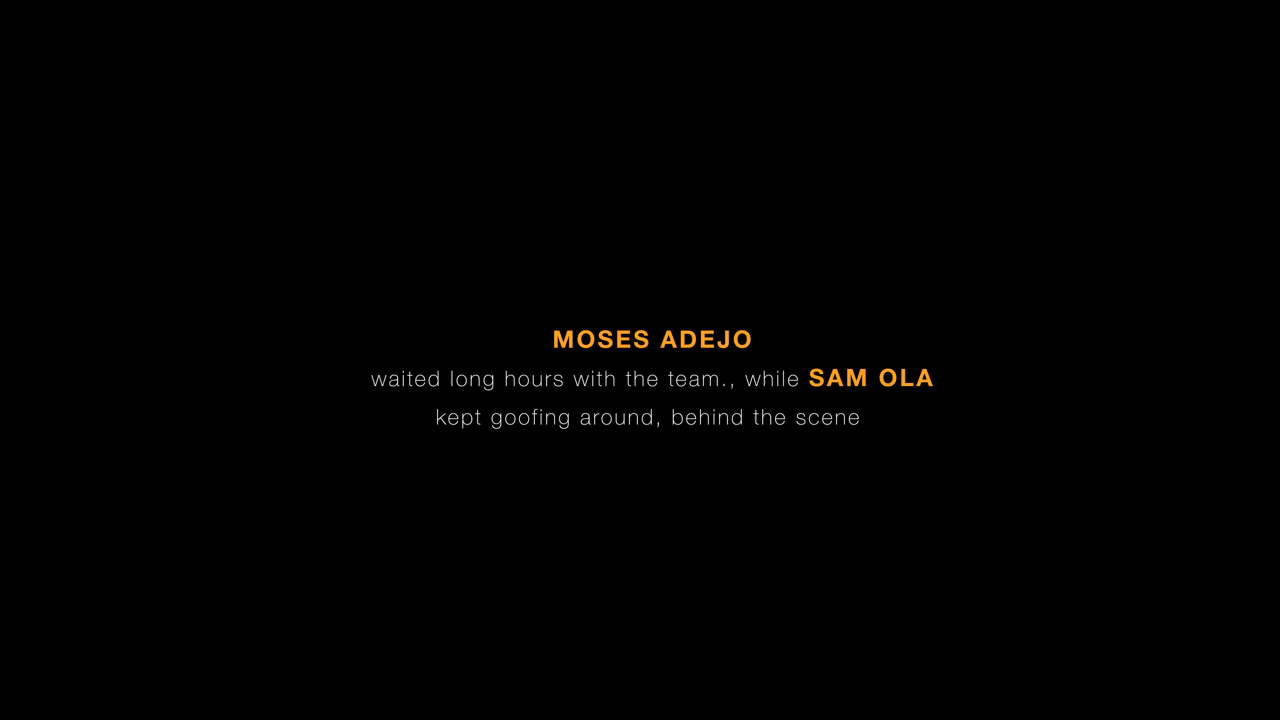 MOSES ADEJO
waited long hours with the team., while SAM OLA
kept goofing around, behind the scene